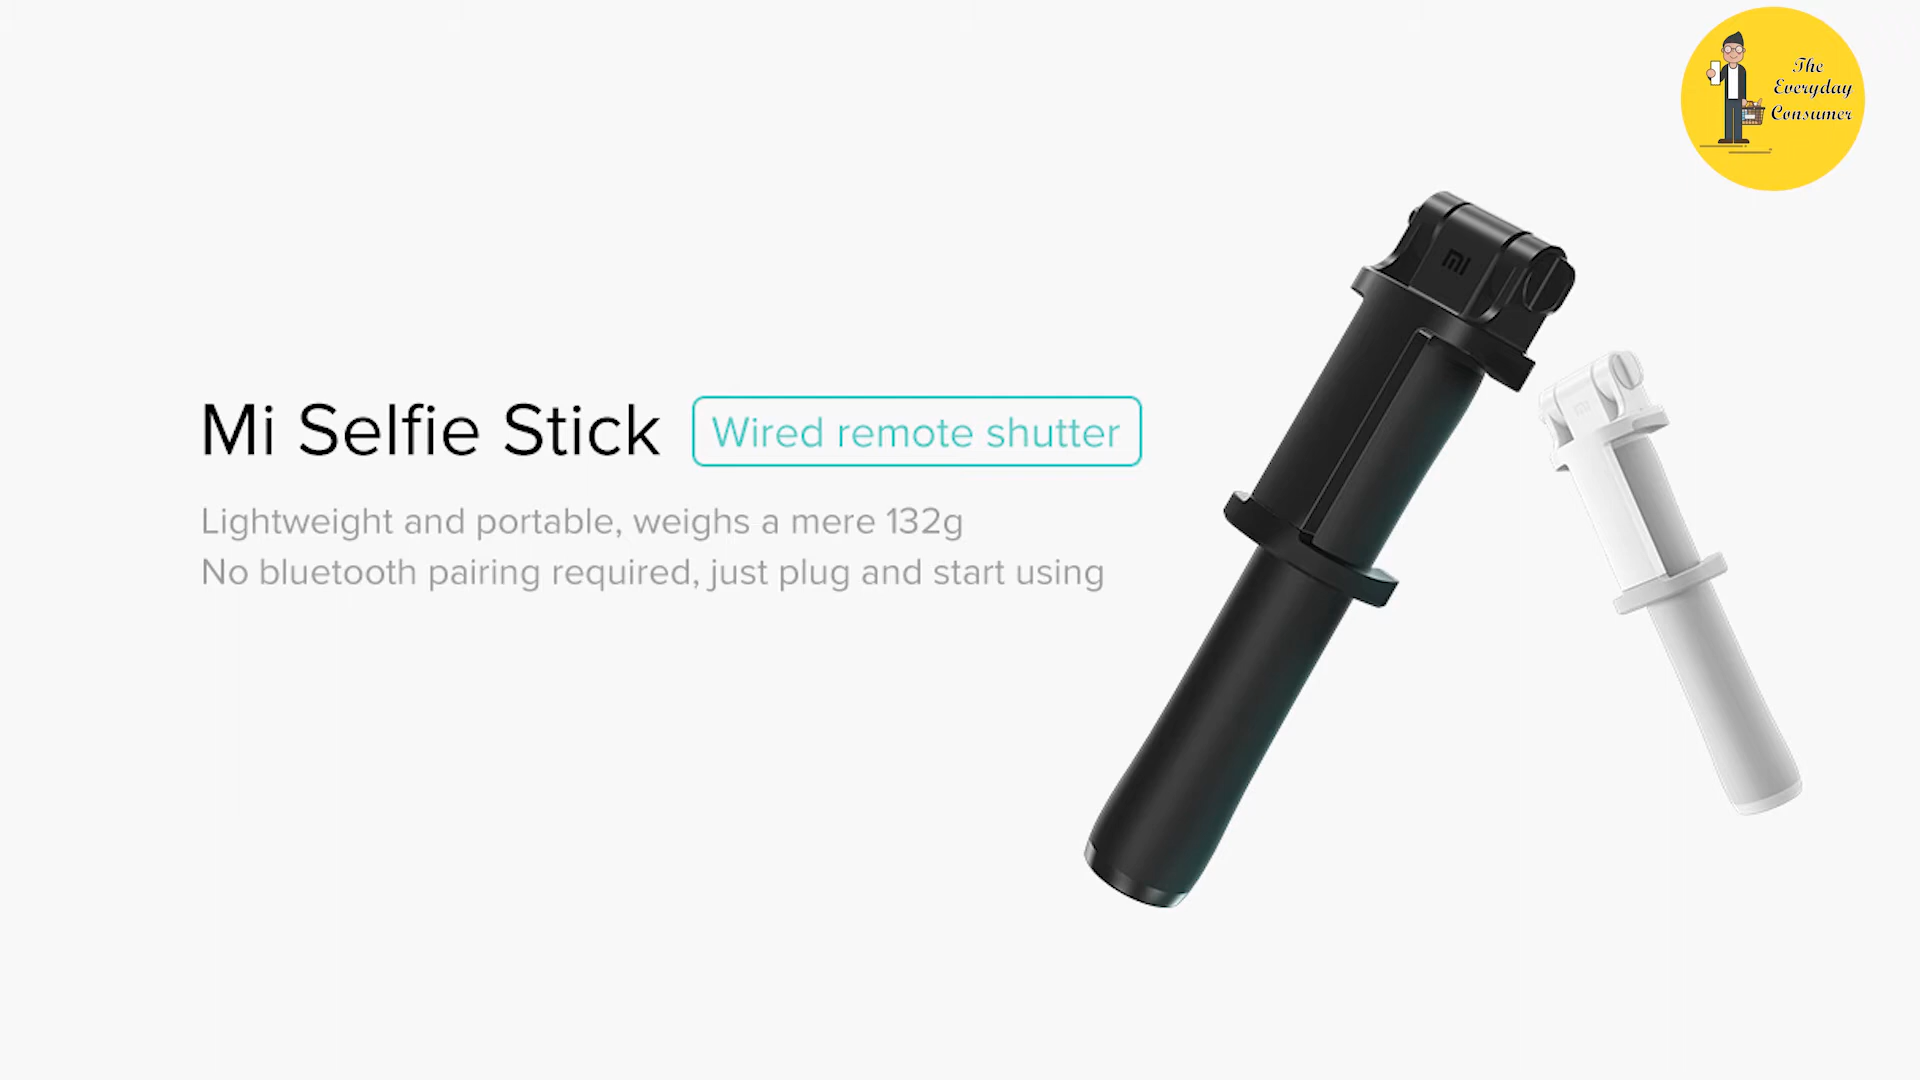 The
Everyday
Consumer
mi
Mi Selfie Stick
Wired remote shutter
Lightweight and portable, weighs a mere 132g
No bluetooth pairing required, just plug and start using